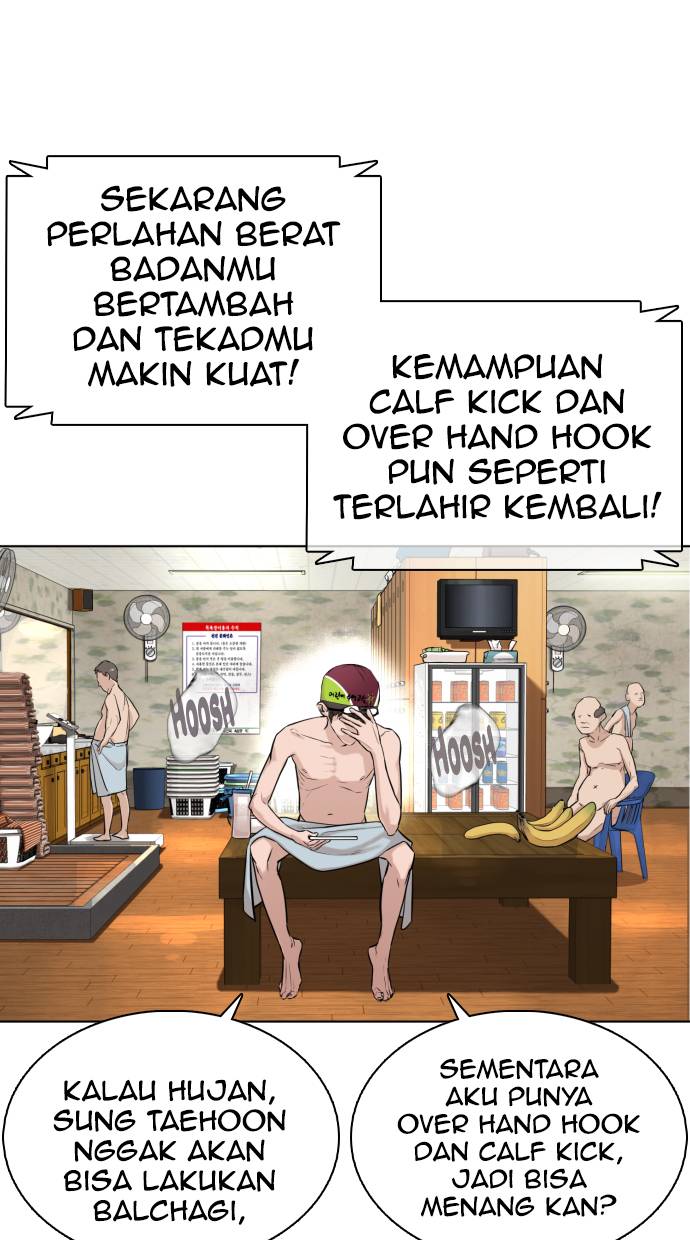 SEKARANG
PERLAHAN BERAT
BADANMU
BERTAMBAH
DAN TEKADMU
MAKIN KUAT!
KEMAMPUAN
CALF KICK DAN
OVER HAND HOOK
PUN SEPERTI
TERLAHIR KEMBALI!
HOOSH
HOOSH
KALAU HUJAN,
SUNG TAEHOON
NGGAK AKAN
BISA LAKUKAN
BALCHAGI,
SEMENTARA
AKU PUNYA
OVER HAND HOOK
DAN CALF KICK,
JADI BISA
MENANG KAN?